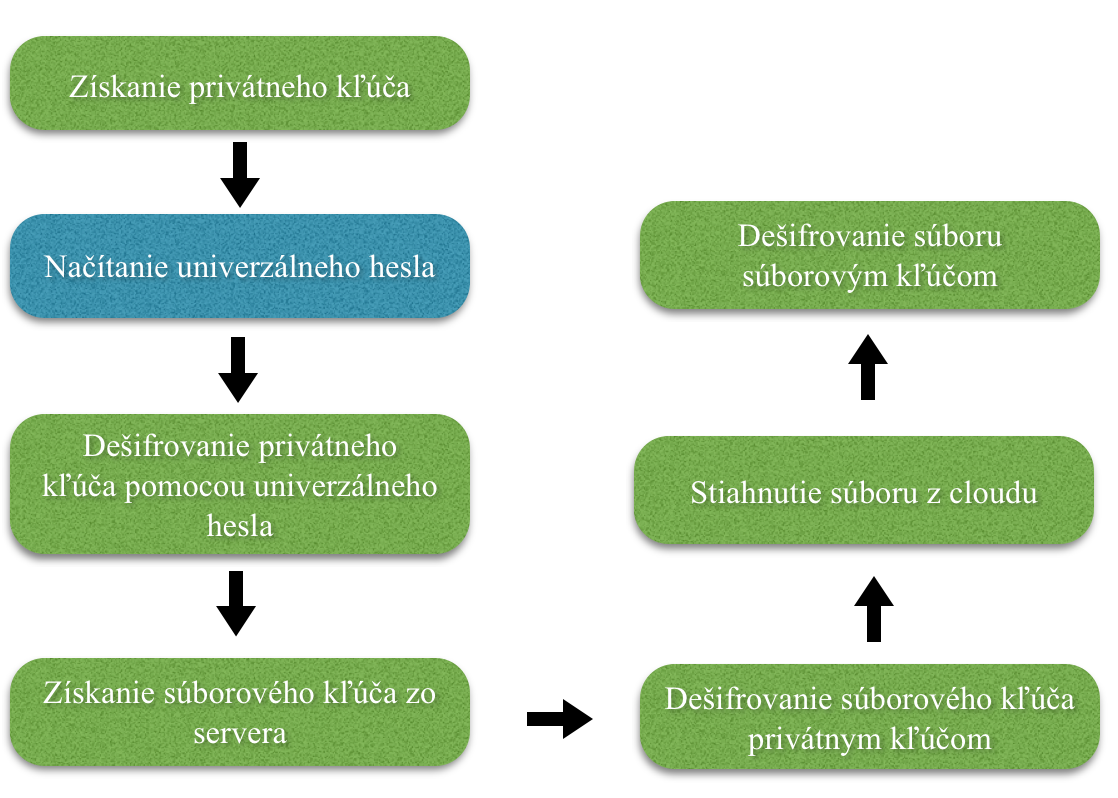 Získanie privátneho kľúča
Načítanie univerzálneho hesla
Dešifrovanie privátneho
kľúča pomocou univerzálneho
hesla
Získanie súborového kľúča zo
servera
Dešifrovanie súborového kľúča
privátnym kľúčom
Stiahnutie súboru z cloudu
Dešifrovanie súboru
súborovým kľúčom